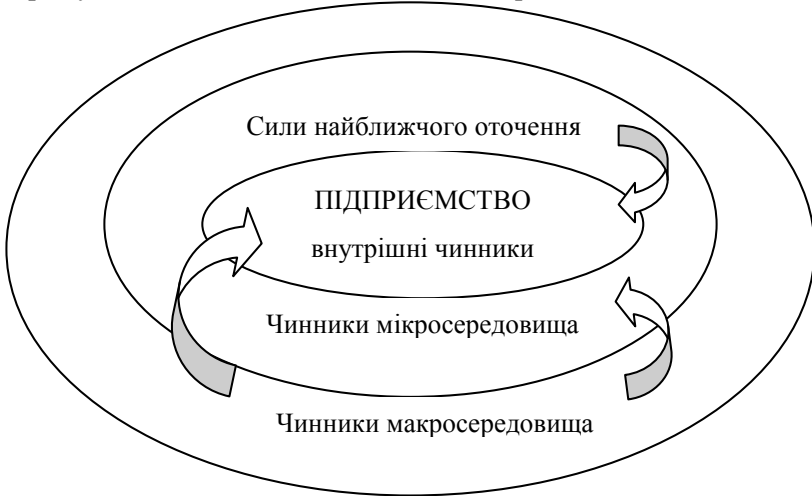 Сили найближчого оточення
ПІДПРИЄМСТВО
внутрішні чинники
Чинники мікросередовища
Чинники макросередовища